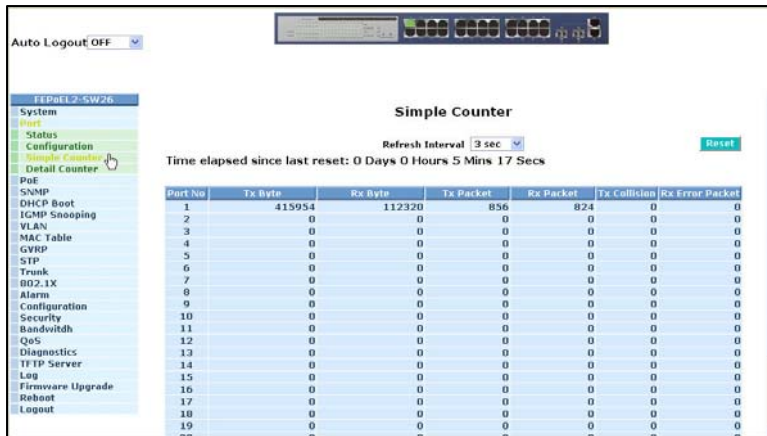 Auto Logout OFF
FEPoEL2-SW26
System
Port
Status
Configuration
Simple Counter
Detail Counter
PoE
SNMP
DHCP Boot
IGMP Snooping
VLAN
MAC Table
GVRP
STP
Trunk
802.1X
Alarm
Configuration
Security
Bandwitdh
QoS
Diagnostics
TFTP Server
Log
Firmware Upgrade
Reboot
Logout
Simple Counter
Refresh Interval 3 sec Reset
Time elapsed since last reset: 0 Days 0 Hours 5 Mins 17 Secs
Port No Tx Byte Rx Byte Tx Packet Rx Packet Tx Collision Rx Error Packet
1 415954 112320 856 824 0 0
2 0 0 0 0 0 0
3 0 0 0 0 0 0
4 0 0 0 0 0 0
5 0 0 0 0 0 0
6 0 0 0 0 0 0
7 0 0 0 0 0 0
8 0 0 0 0 0 0
9 0 0 0 0 0 0
10 0 0 0 0 0 0
11 0 0 0 0 0 0
12 0 0 0 0 0 0
13 0 0 0 0 0 0
14 0 0 0 0 0 0
15 0 0 0 0 0 0
16 0 0 0 0 0 0
17 0 0 0 0 0 0
18 0 0 0 0 0 0
19 0 0 0 0 0 0